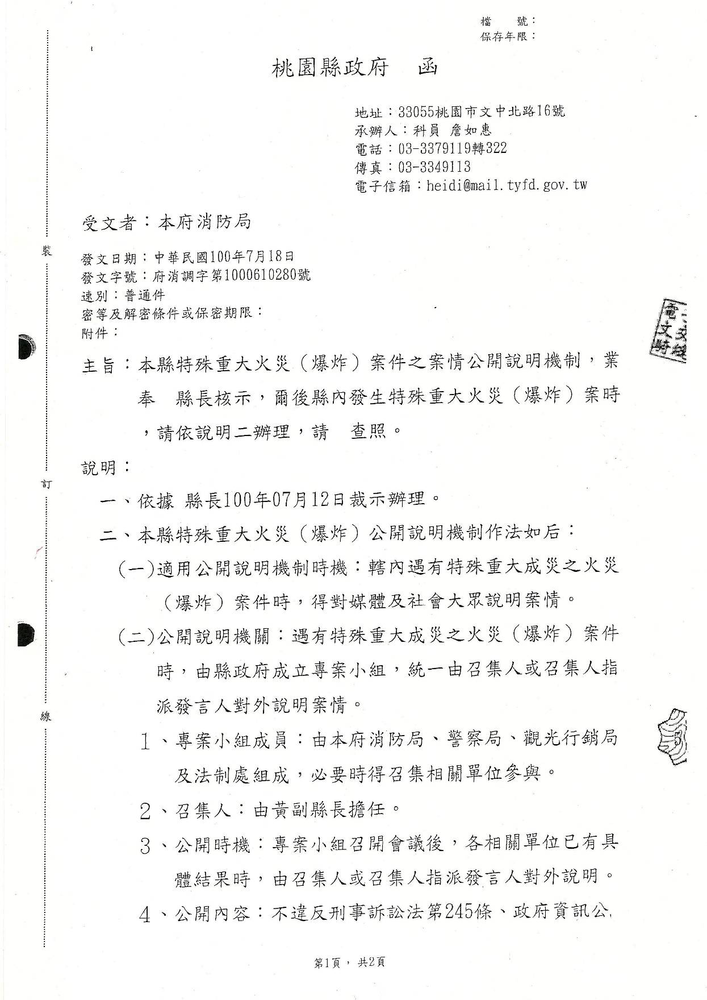 檔　　號：
保存年限：
桃園縣政府　函
地址：33055桃園市文中北路16號
承辦人：科員 詹如惠
電話：03-3379119轉322
傳真：03-3349113
電子信箱：heidi@mail.tyfd.gov.tw
受文者：本府消防局
發文日期：中華民國100年7月18日
發文字號：府消調字第1000610280號
速別：普通件
密等及解密條件或保密期限：
附件：
主旨：本縣特殊重大火災（爆炸）案件之案情公開說明機制，業
奉　縣長核示，爾後縣內發生特殊重大火災（爆炸）案時
，請依說明二辦理，請　查照。
說明：
一、依據 縣長100年07月12日裁示辦理。
二、本縣特殊重大火災（爆炸）公開說明機制作法如后：
(一)適用公開說明機制時機：轄內遇有特殊重大成災之火災
（爆炸）案件時，得對媒體及社會大眾說明案情。
(二)公開說明機關：遇有特殊重大成災之火災（爆炸）案件
時，由縣政府成立專案小組，統一由召集人或召集人指
派發言人對外說明案情。
1、專案小組成員：由本府消防局、警察局、觀光行銷局
及法制處組成，必要時得召集相關單位參與。
2、召集人：由黃副縣長擔任。
3、公開時機：專案小組召開會議後，各相關單位已有具
體結果時，由召集人或召集人指派發言人對外說明。
4、公開內容：不違反刑事訴訟法第245條、政府資訊公
第1頁，共2頁
裝
訂
線
電
文交
時